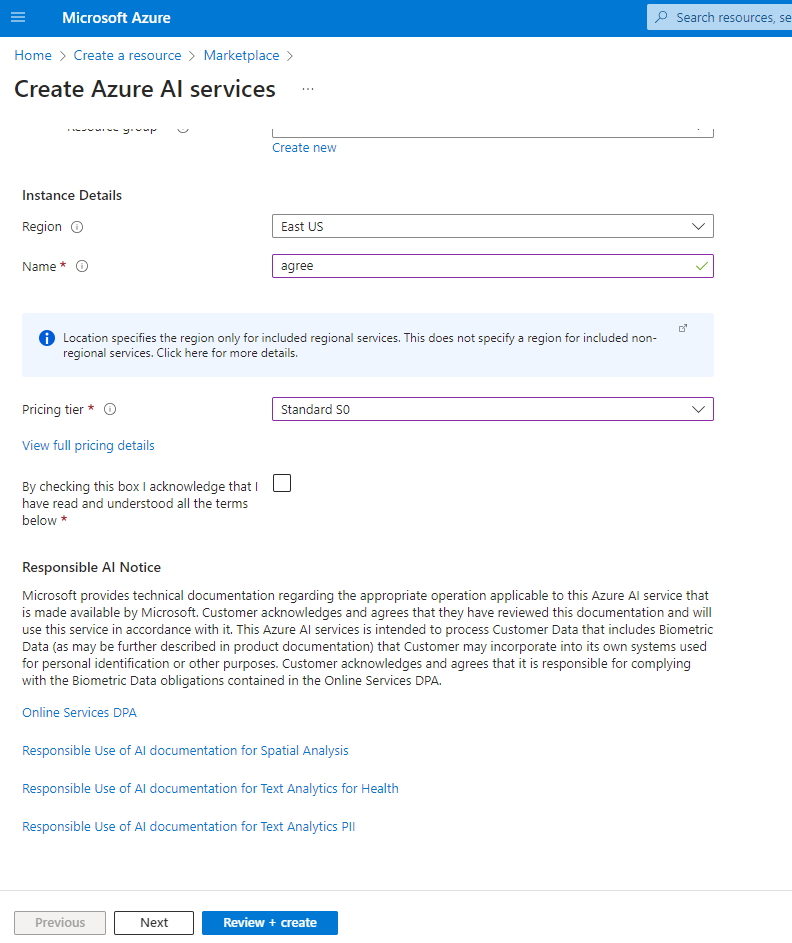 Microsoft Azure
Search resources, se
Home > Create a resource > Marketplace >
Create Azure AI services ...
Resource group
Create new
Instance Details
Region
East US
Name *
agree
Location specifies the region only for included regional services. This does not specify a region for included non-
regional services. Click here for more details.
Pricing tier *
Standard S0
View full pricing details
By checking this box I acknowledge that I
have read and understood all the terms
below *
Responsible AI Notice
Microsoft provides technical documentation regarding the appropriate operation applicable to this Azure AI service that
is made available by Microsoft. Customer acknowledges and agrees that they have reviewed this documentation and will
use this service in accordance with it. This Azure AI services is intended to process Customer Data that includes Biometric
Data (as may be further described in product documentation) that Customer may incorporate into its own systems used
for personal identification or other purposes. Customer acknowledges and agrees that it is responsible for complying
with the Biometric Data obligations contained in the Online Services DPA.
Online Services DPA
Responsible Use of AI documentation for Spatial Analysis
Responsible Use of AI documentation for Text Analytics for Health
Responsible Use of AI documentation for Text Analytics PII
Previous
Next
Review + create